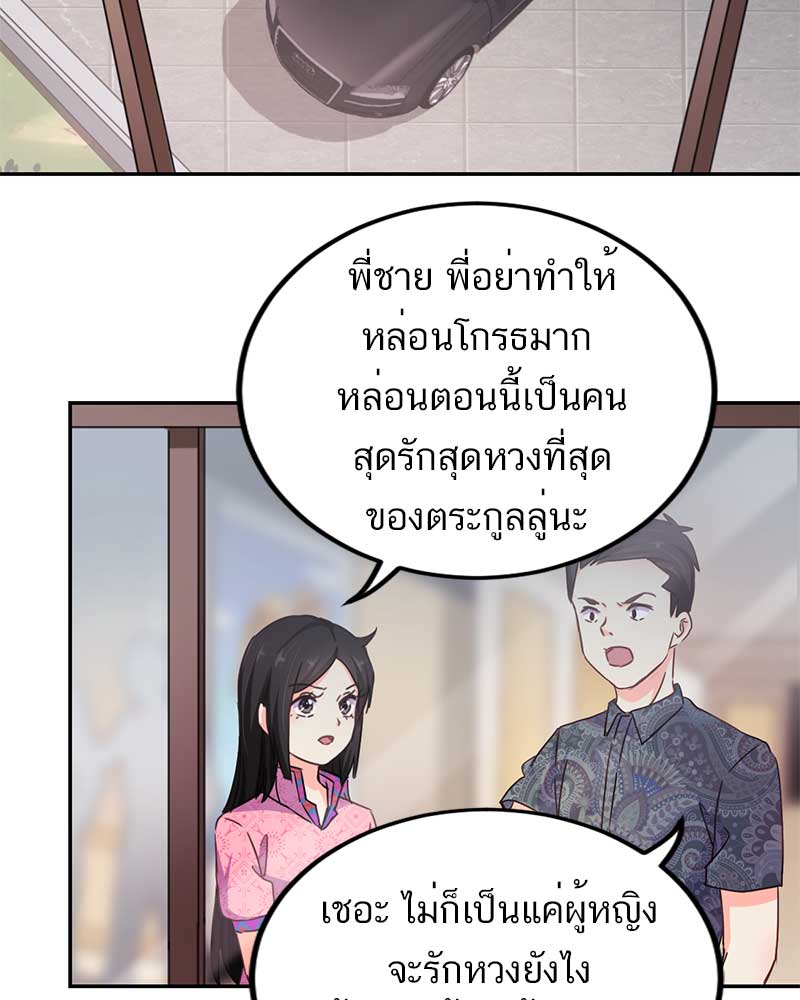 พี่ชาย พี่อย่าทำให้
หล่อนโกรธมาก
หล่อนตอนนี้เป็นคน
สุดรักสุดหวงที่สุด
ของตระกูลลู่นะ
เชอะ ไม่ก็เป็นแค่ผู้หญิง
จะรักหวงยังไง